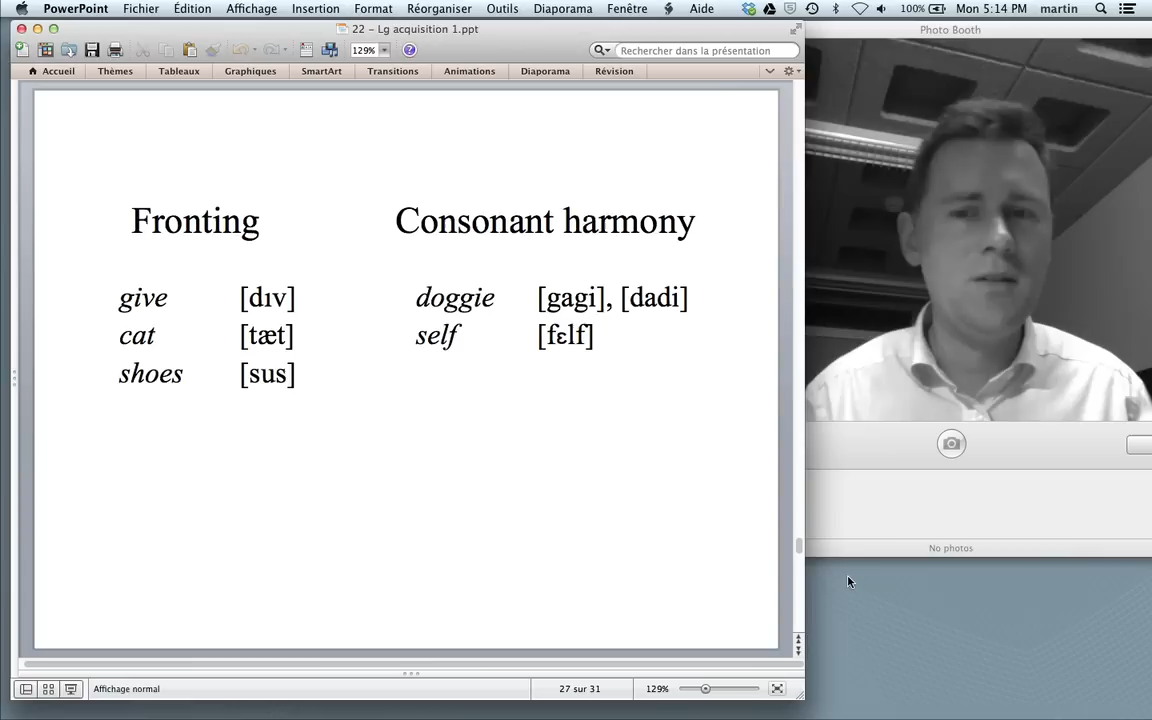 PowerPoint Fichier Édition Affichage Insertion Format Réorganiser Outils Diaporama Fenêtre Aide 100% Mon 5:14 PM martin
22 – Lg acquisition 1.ppt
Photo Booth
129% Rechercher dans la présentation
Accueil Thèmes Tableaux Graphiques SmartArt Transitions Animations Diaporama Révision
Fronting Consonant harmony
give [dɪv] doggie [gagi], [dadi]
cat [tæt] self [fɛlf]
shoes [sus]
No photos
Affichage normal 27 sur 31 129%